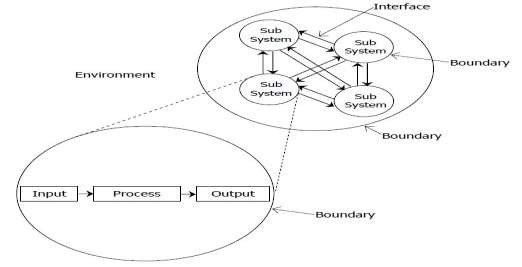 Interface
Sub
System
Sub
System
Boundary
Environment
Sub
System
Sub
System
Boundary
Input
Process
Output
Boundary